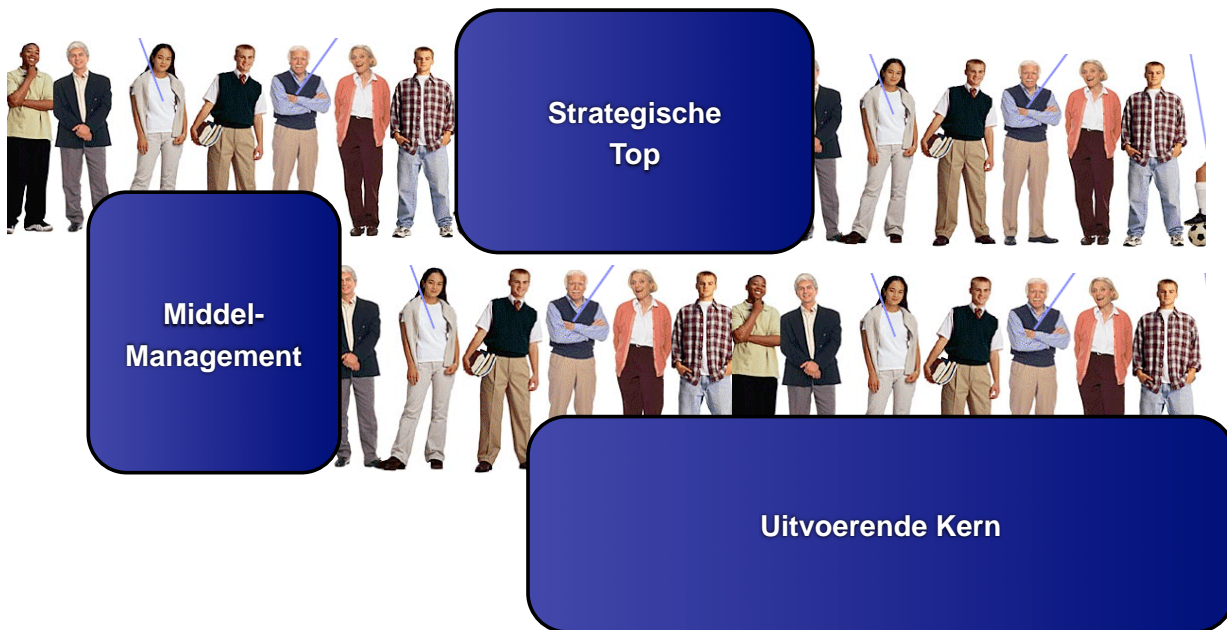 Strategische
Top
Middel-
Management
Uitvoerende Kern